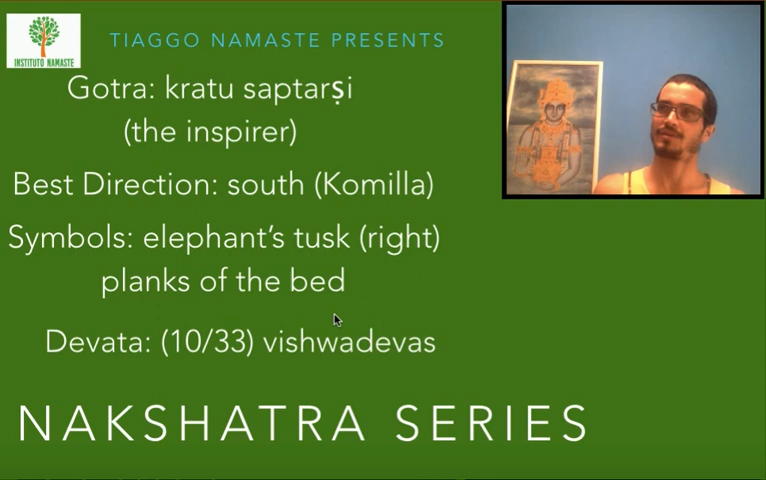 INSTITUTO NAMASTE
TIAGGO NAMASTE PRESENTS
Gotra: kratu saptarṣi
(the inspirer)
Best Direction: south (Komilla)
Symbols: elephant’s tusk (right)
planks of the bed
Devata: (10/33) vishwadevas
NAKSHATRA SERIES